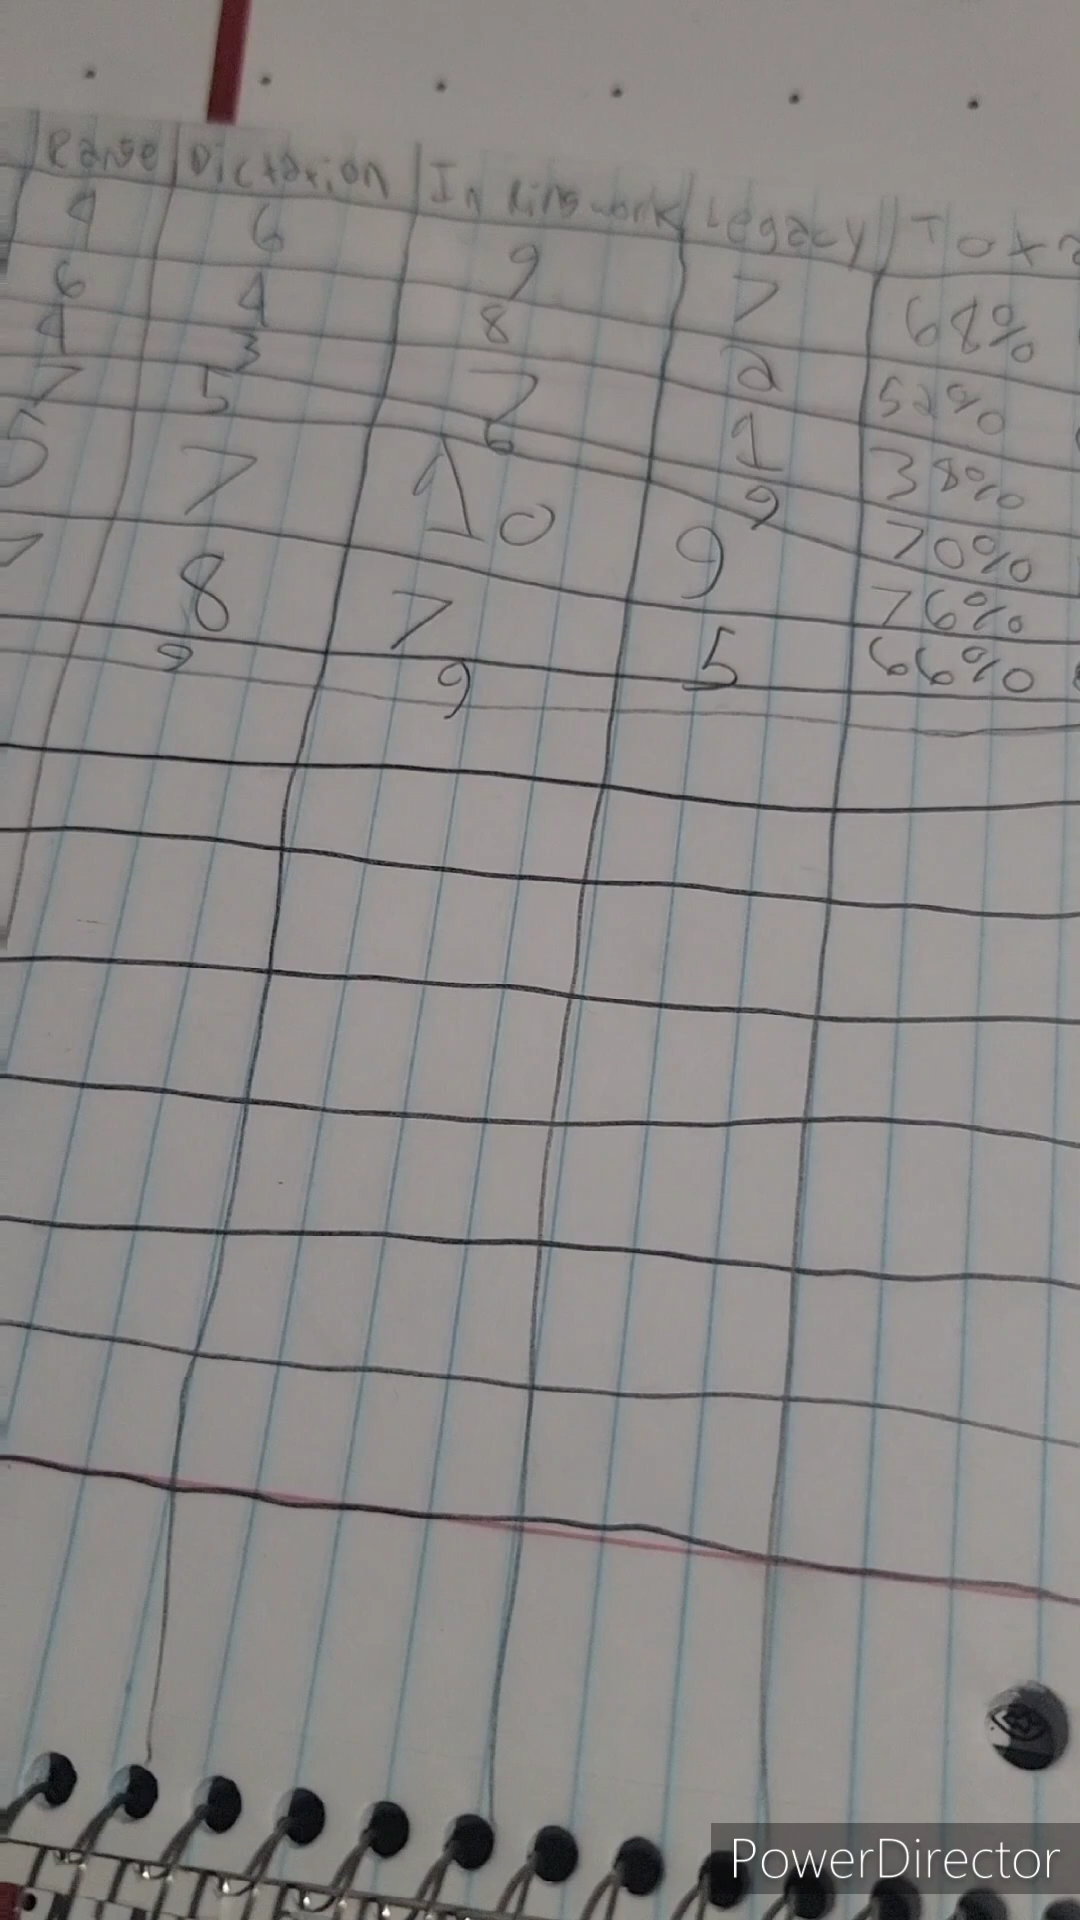 Range Dictation In Ring work Legacy Tota
4 6 9 7 68%
6 4 8 2 52%
4 3 7 1 38%
7 5 6 9 70%
5 7 10 9 76%
7 8 7 5 66%
9 9
PowerDirector